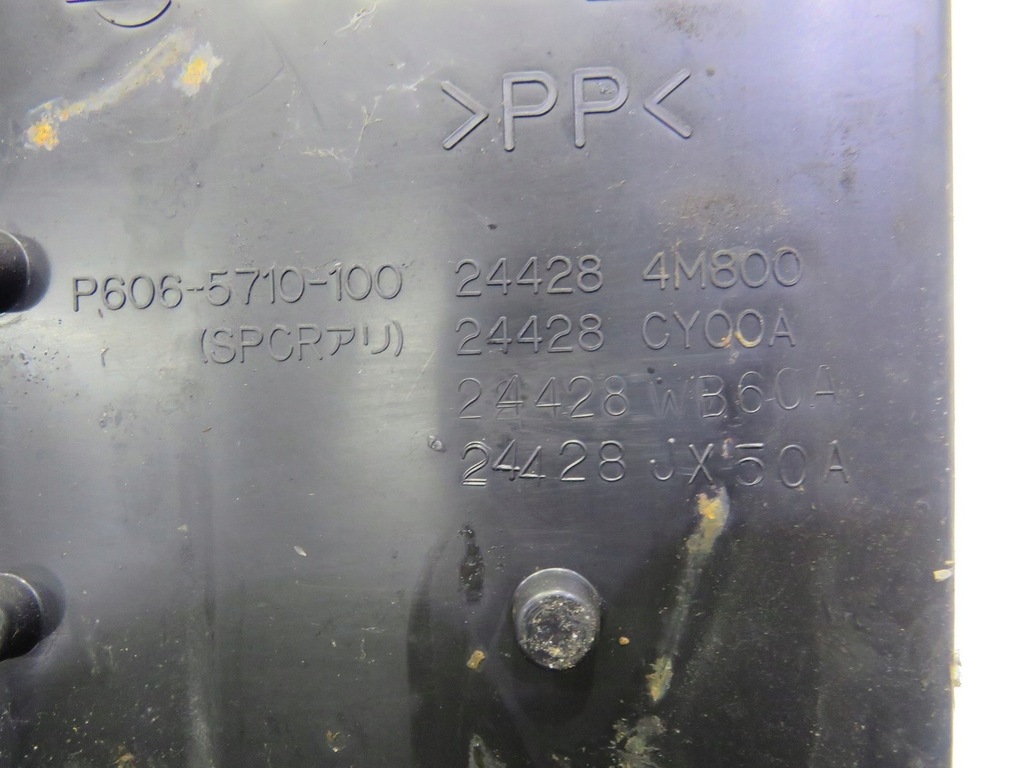 >PP<
P606-5710-100 24428 4M800
(SPCRアリ) 24428 CY00A
24428 WB60A
24428 JX50A